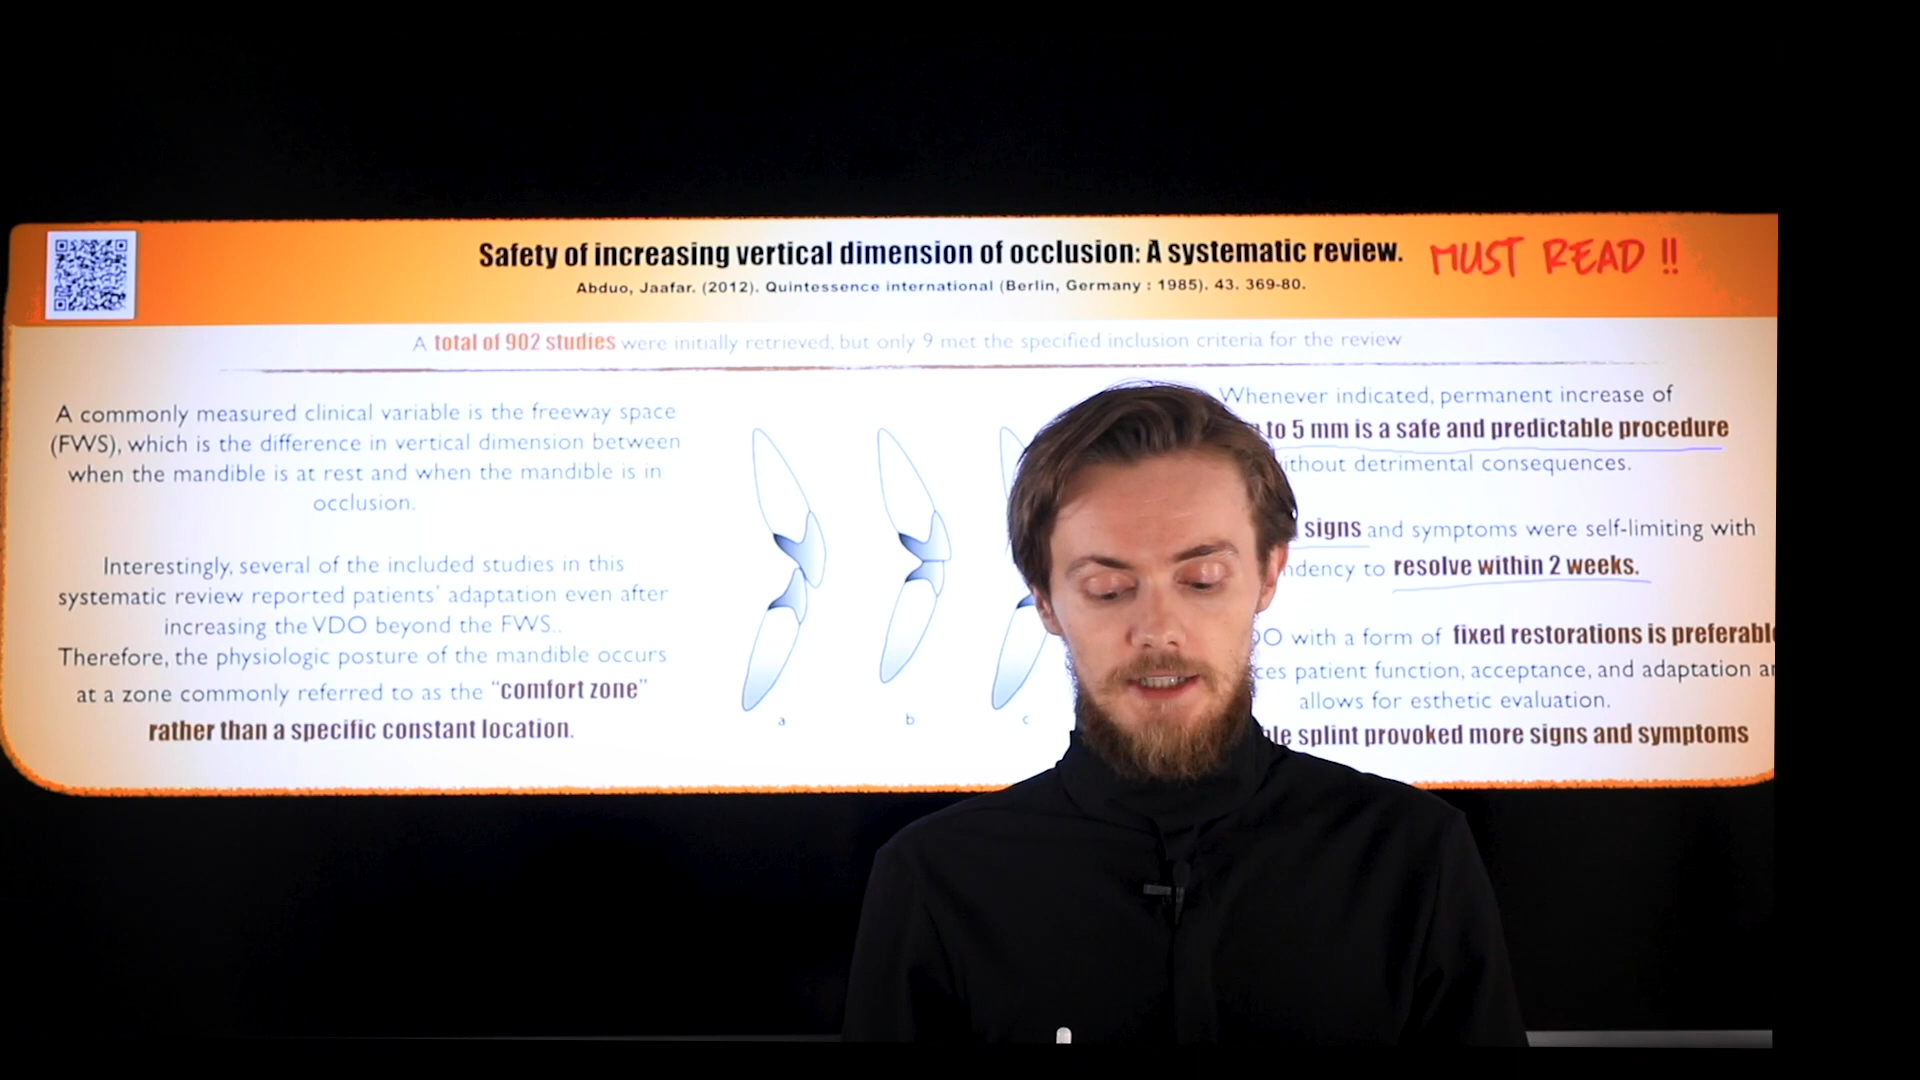 Safety of increasing vertical dimension of occlusion: A systematic review.
MUST READ !!
Abduo, Jaafar. (2012). Quintessence international (Berlin, Germany : 1985). 43. 369-80.
A total of 902 studies were initially retrieved, but only 9 met the specified inclusion criteria for the review
A commonly measured clinical variable is the freeway space
(FWS), which is the difference in vertical dimension between
when the mandible is at rest and when the mandible is in
occlusion.
Interestingly, several of the included studies in this
systematic review reported patients' adaptation even after
increasing the VDO beyond the FWS..
Therefore, the physiologic posture of the mandible occurs
at a zone commonly referred to as the "comfort zone"
rather than a specific constant location.
a
b
c
Whenever indicated, permanent increase of
to 5 mm is a safe and predictable procedure
detrimental consequences.
signs and symptoms were self-limiting with
to resolve within 2 weeks.
with a form of fixed restorations is preferable
patient function, acceptance, and adaptation
allows for esthetic evaluation.
splint provoked more signs and symptoms